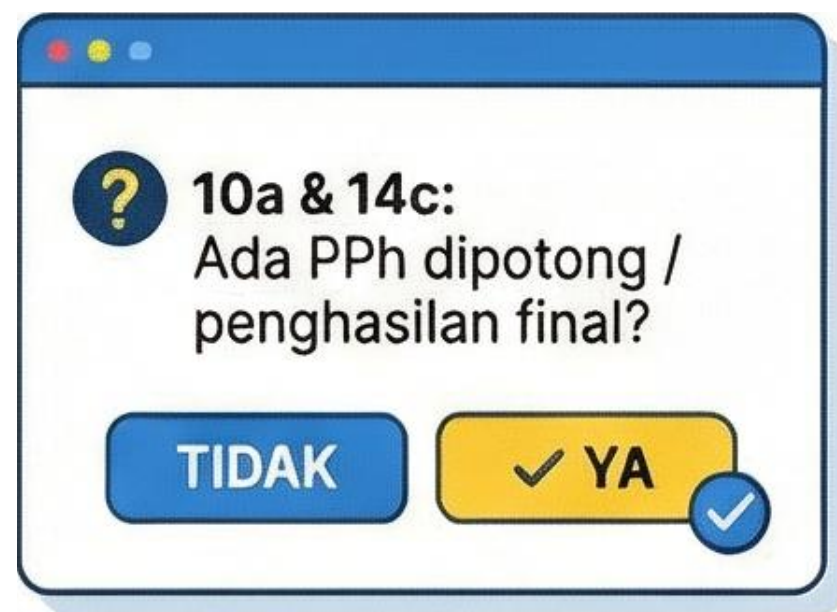 ?
10a & 14c:
Ada PPh dipotong /
penghasilan final?
TIDAK
✓ YA